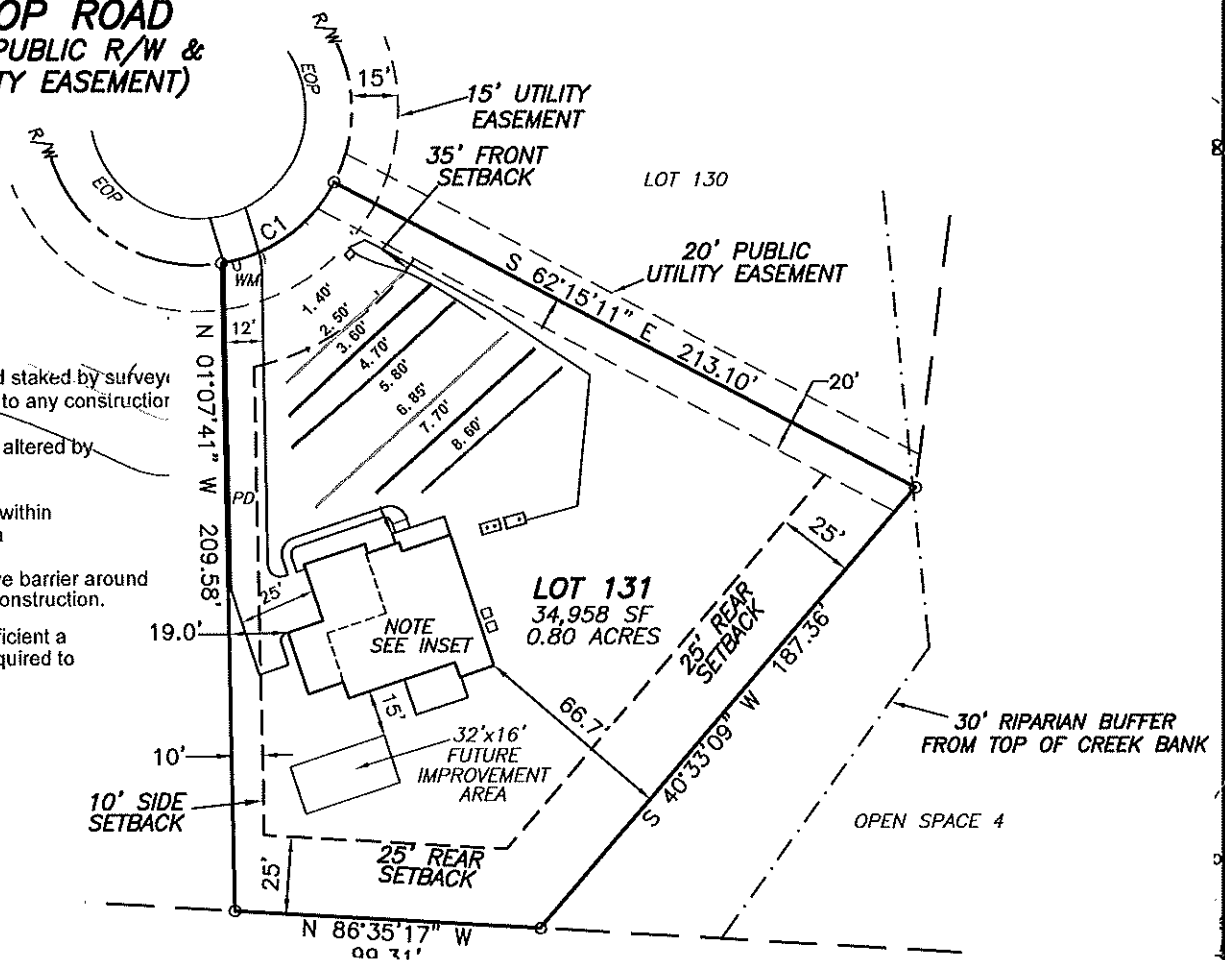 OP ROAD
PUBLIC R/W &
TY EASEMENT)
R/W
EOP
15'
15' UTILITY
EASEMENT
35' FRONT
SETBACK
LOT 130
R/W
EOP
C1
20' PUBLIC
UTILITY EASEMENT
S 62°15'11" E 213.10'
WM
12'
1. 40'
2. 50'
3. 60'
4. 70'
5. 80'
6. 85'
7. 70'
8. 60'
20'
N 01°07'41" W 209.58'
d staked by
to any
altered by
PD
within
25'
LOT 131
34,958 SF
0.80 ACRES
e barrier around
onstruction.
25'
19.0'
NOTE
SEE INSET
ficient a
quired to
25' REAR
SETBACK
S 40°33'09" W 187.36'
66.7'
15'
30' RIPARIAN BUFFER
FROM TOP OF CREEK BANK
32'x16'
FUTURE
IMPROVEMENT
AREA
10'
10' SIDE
SETBACK
OPEN SPACE 4
25'
25' REAR
SETBACK
N 86°35'17" W
99.31'